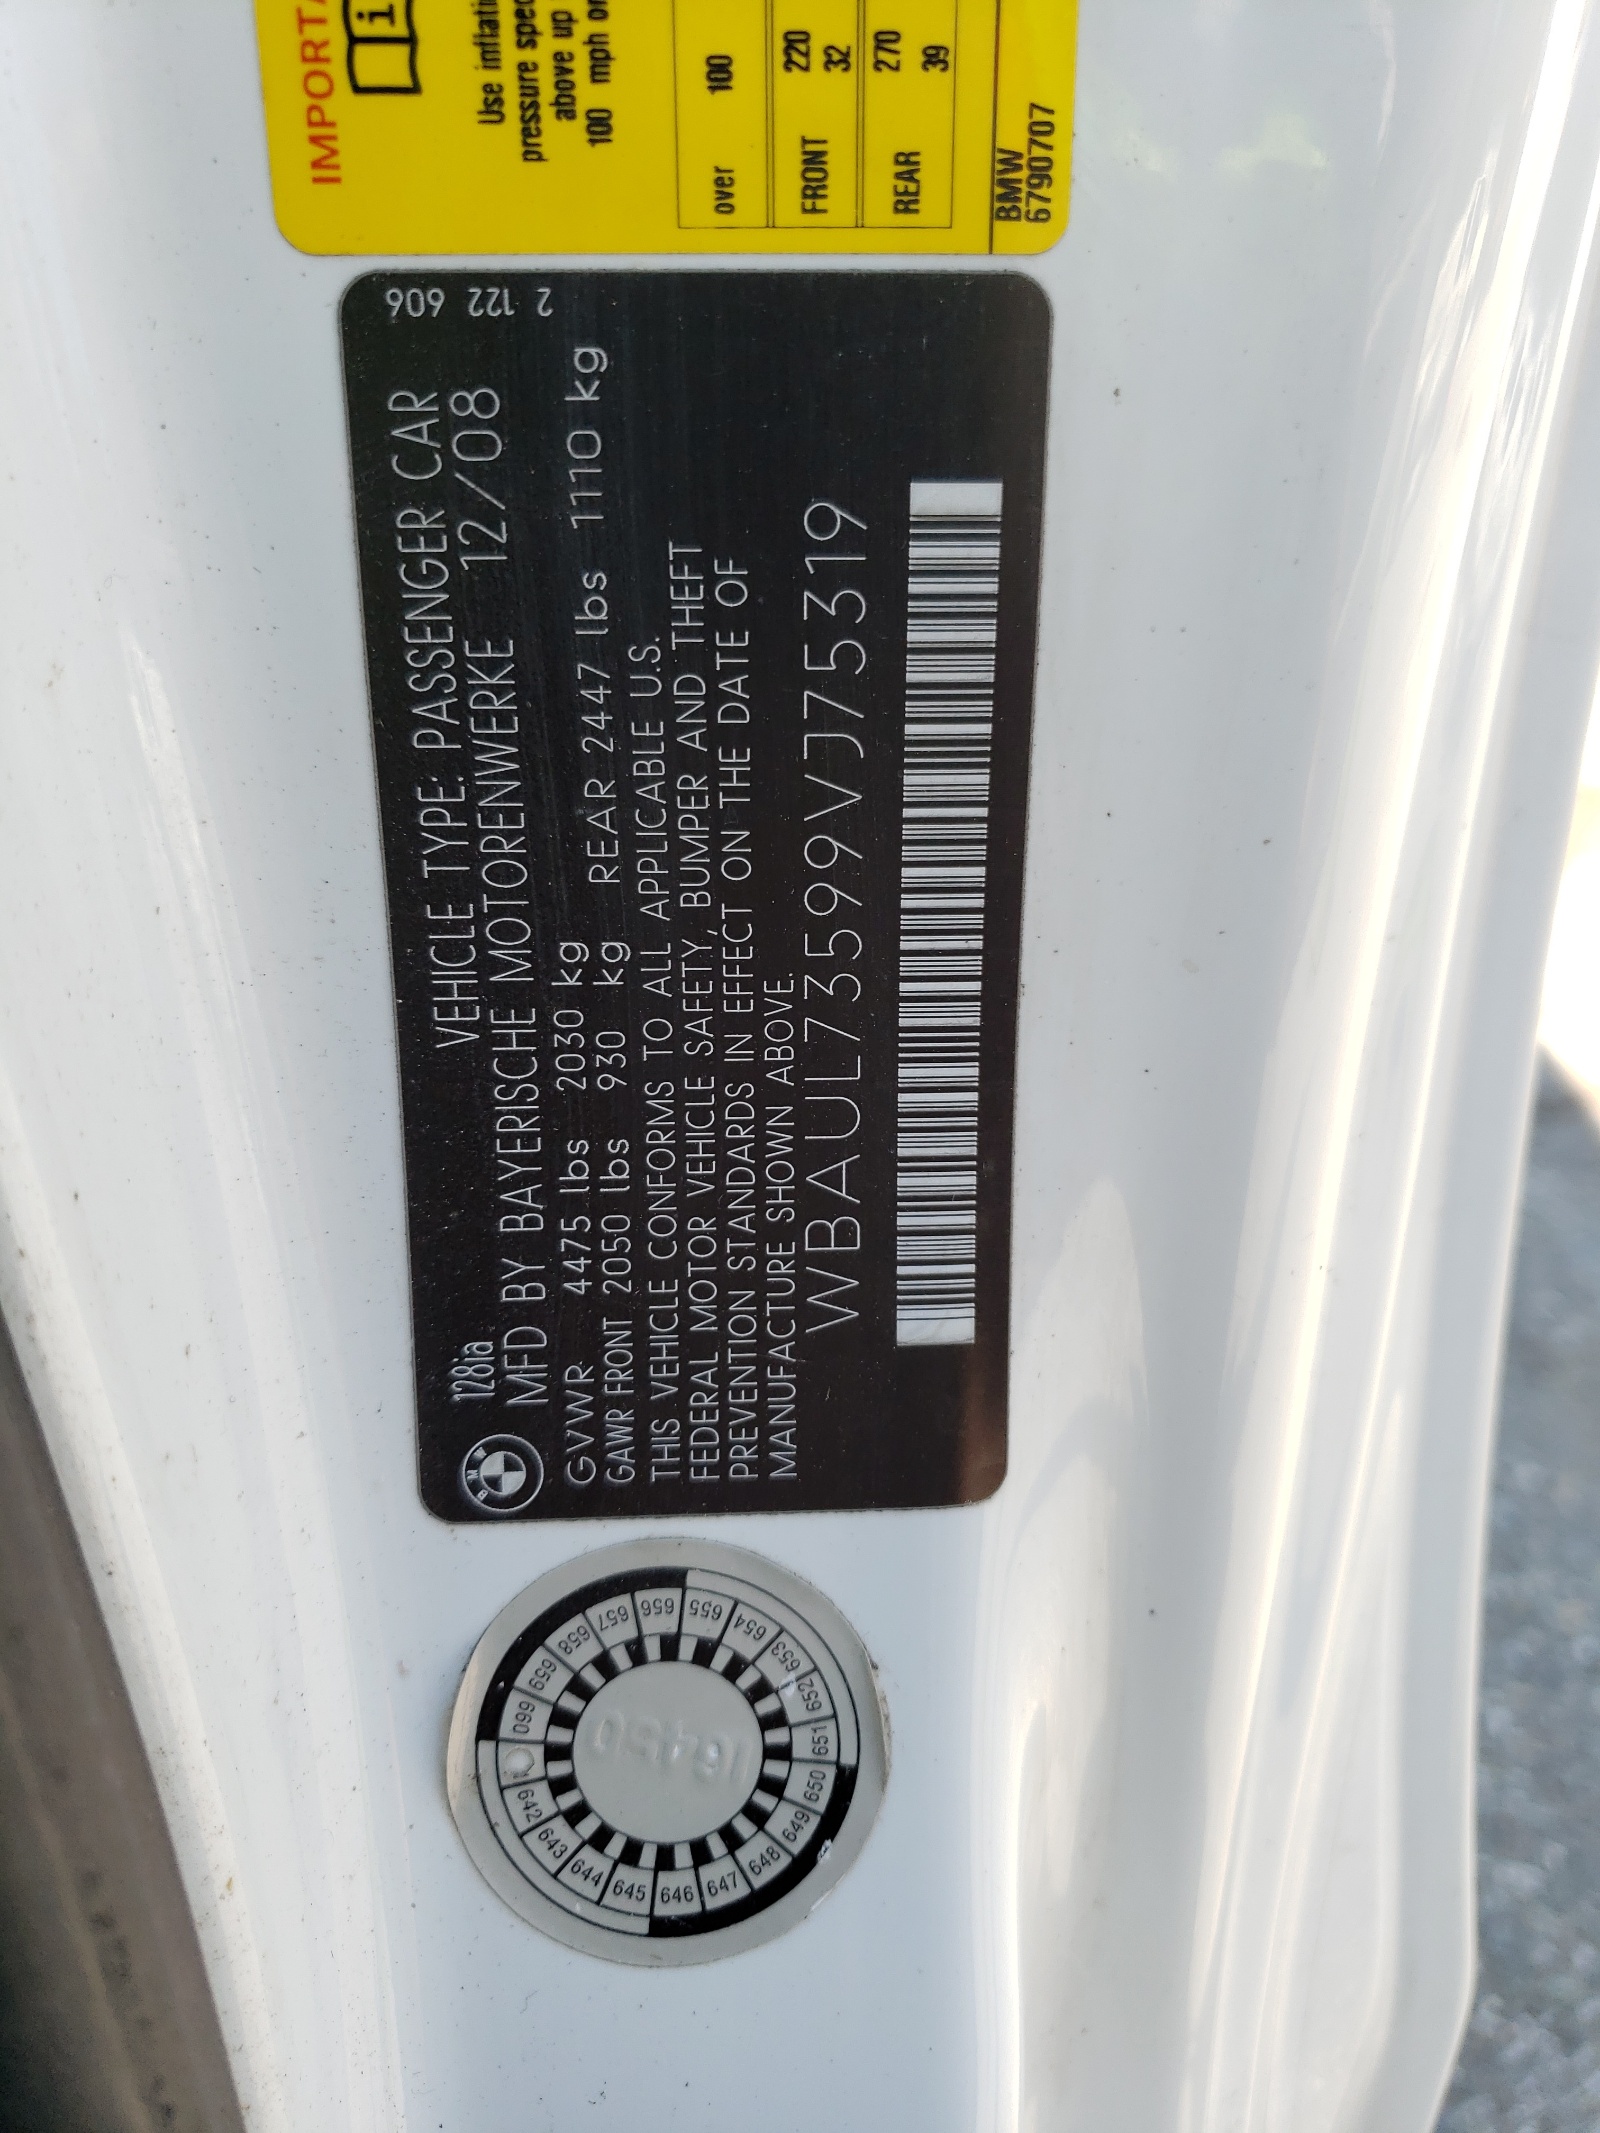 IMPORTA
i
Use inflati
pressure spec
above up
100 mph or
over 100
FRONT 220
32
REAR 270
39
BMW
6790707
2 122 606
128ia VEHICLE TYPE: PASSENGER CAR
BMW
MFD BY BAYERISCHE MOTORENWERKE 12/08
GVWR 4475 lbs 2030 kg
GAWR FRONT 2050 lbs 930 kg REAR 2447 lbs 1110 kg
THIS VEHICLE CONFORMS TO ALL APPLICABLE U.S.
FEDERAL MOTOR VEHICLE SAFETY, BUMPER AND THEFT
PREVENTION STANDARDS IN EFFECT ON THE DATE OF
MANUFACTURE SHOWN ABOVE.
WBAUL73599VJ75319
642
643
644
645
646
647
648
649
650
651
652
653
654
655
656
657
658
659
660